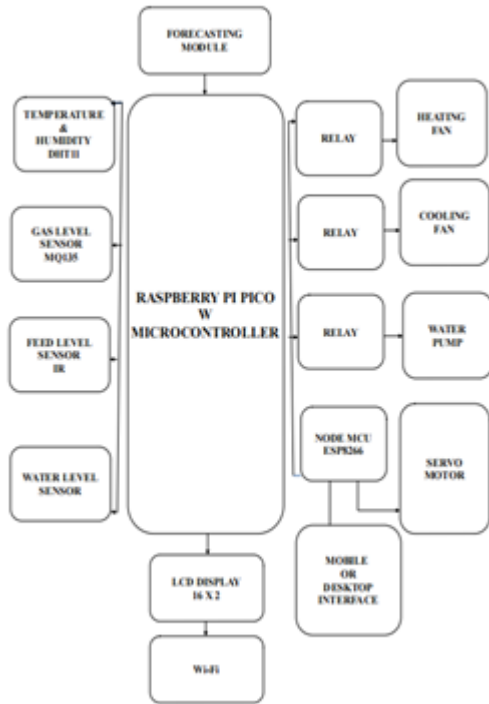 FORECASTING
MODULE
TEMPERATURE
&
HUMIDITY
DHT11
GAS LEVEL
SENSOR
MQ135
FEED LEVEL
SENSOR
IR
WATER LEVEL
SENSOR
RASPBERRY PI PICO
W
MICROCONTROLLER
RELAY
HEATING
FAN
RELAY
COOLING
FAN
RELAY
WATER
PUMP
NODE MCU
ESP8266
SERVO
MOTOR
MOBILE
OR
DESKTOP
INTERFACE
LCD DISPLAY
16 X 2
Wi-Fi